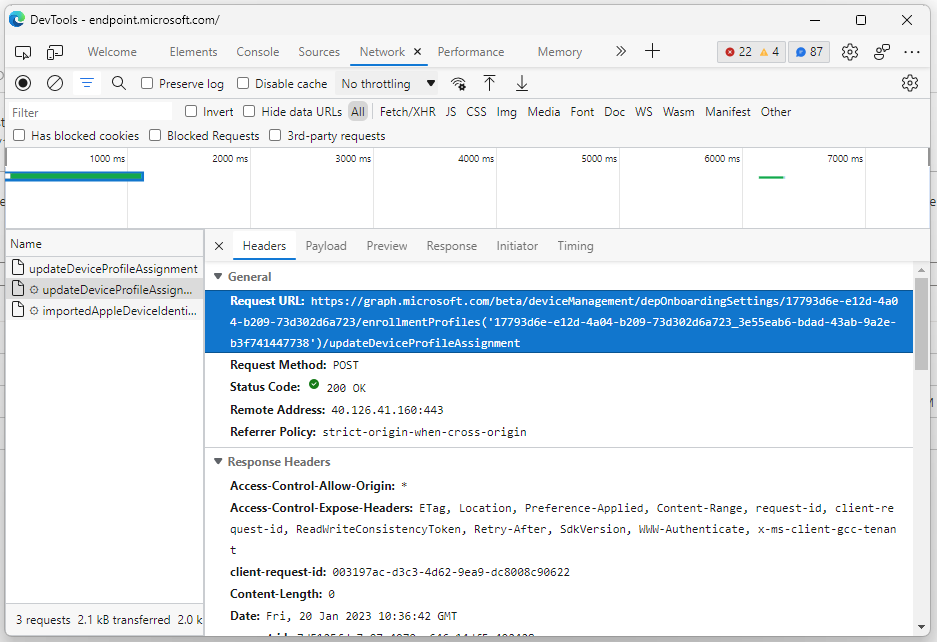 DevTools - endpoint.microsoft.com/
Welcome Elements Console Sources Network Performance Memory 22 4 87
Preserve log Disable cache No throttling
Filter Invert Hide data URLs All Fetch/XHR JS CSS Img Media Font Doc WS Wasm Manifest Other
Has blocked cookies Blocked Requests 3rd-party requests
1000 ms 2000 ms 3000 ms 4000 ms 5000 ms 6000 ms 7000 ms
Name
updateDeviceProfileAssignment
updateDeviceProfileAssign...
importedAppleDeviceIdenti...
3 requests 2.1 kB transferred 2.0 k
Headers Payload Preview Response Initiator Timing
General
Request URL: https://graph.microsoft.com/beta/deviceManagement/depOnboardingSettings/17793d6e-e12d-4a0
4-b209-73d302d6a723/enrollmentProfiles('17793d6e-e12d-4a04-b209-73d302d6a723_3e55eab6-bdad-43ab-9a2e-
b3f741447738')/updateDeviceProfileAssignment
Request Method: POST
Status Code: 200 OK
Remote Address: 40.126.41.160:443
Referrer Policy: strict-origin-when-cross-origin
Response Headers
Access-Control-Allow-Origin: *
Access-Control-Expose-Headers: ETag, Location, Preference-Applied, Content-Range, request-id, client-re
quest-id, ReadWriteConsistencyToken, Retry-After, SdkVersion, WWW-Authenticate, x-ms-client-gcc-tenan
t
client-request-id: 003197ac-d3c3-4d62-9ea9-dc8008c90622
Content-Length: 0
Date: Fri, 20 Jan 2023 10:36:42 GMT